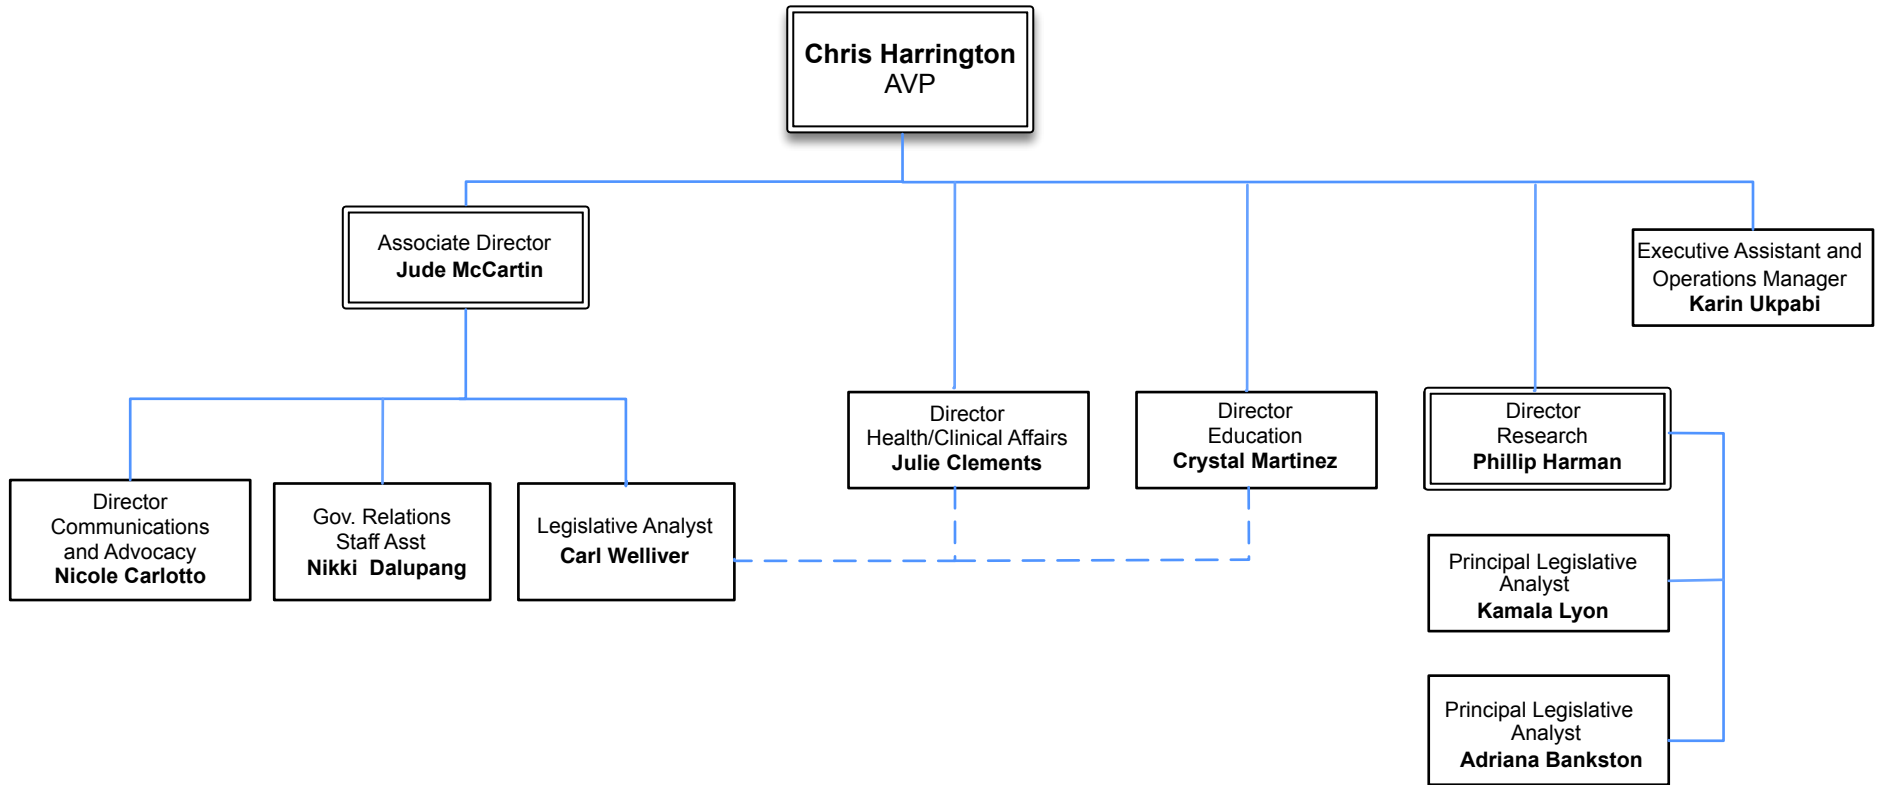 Chris Harrington
AVP
Associate Director
Jude McCartin
Executive Assistant and
Operations Manager
Karin Ukpabi
Director
Health/Clinical Affairs
Julie Clements
Director
Education
Crystal Martinez
Director
Research
Phillip Harman
Director
Communications
and Advocacy
Nicole Carlotto
Gov. Relations
Staff Asst
Nikki  Dalupang
Legislative Analyst
Carl Welliver
Principal Legislative
Analyst
Kamala Lyon
Principal Legislative
Analyst
Adriana Bankston